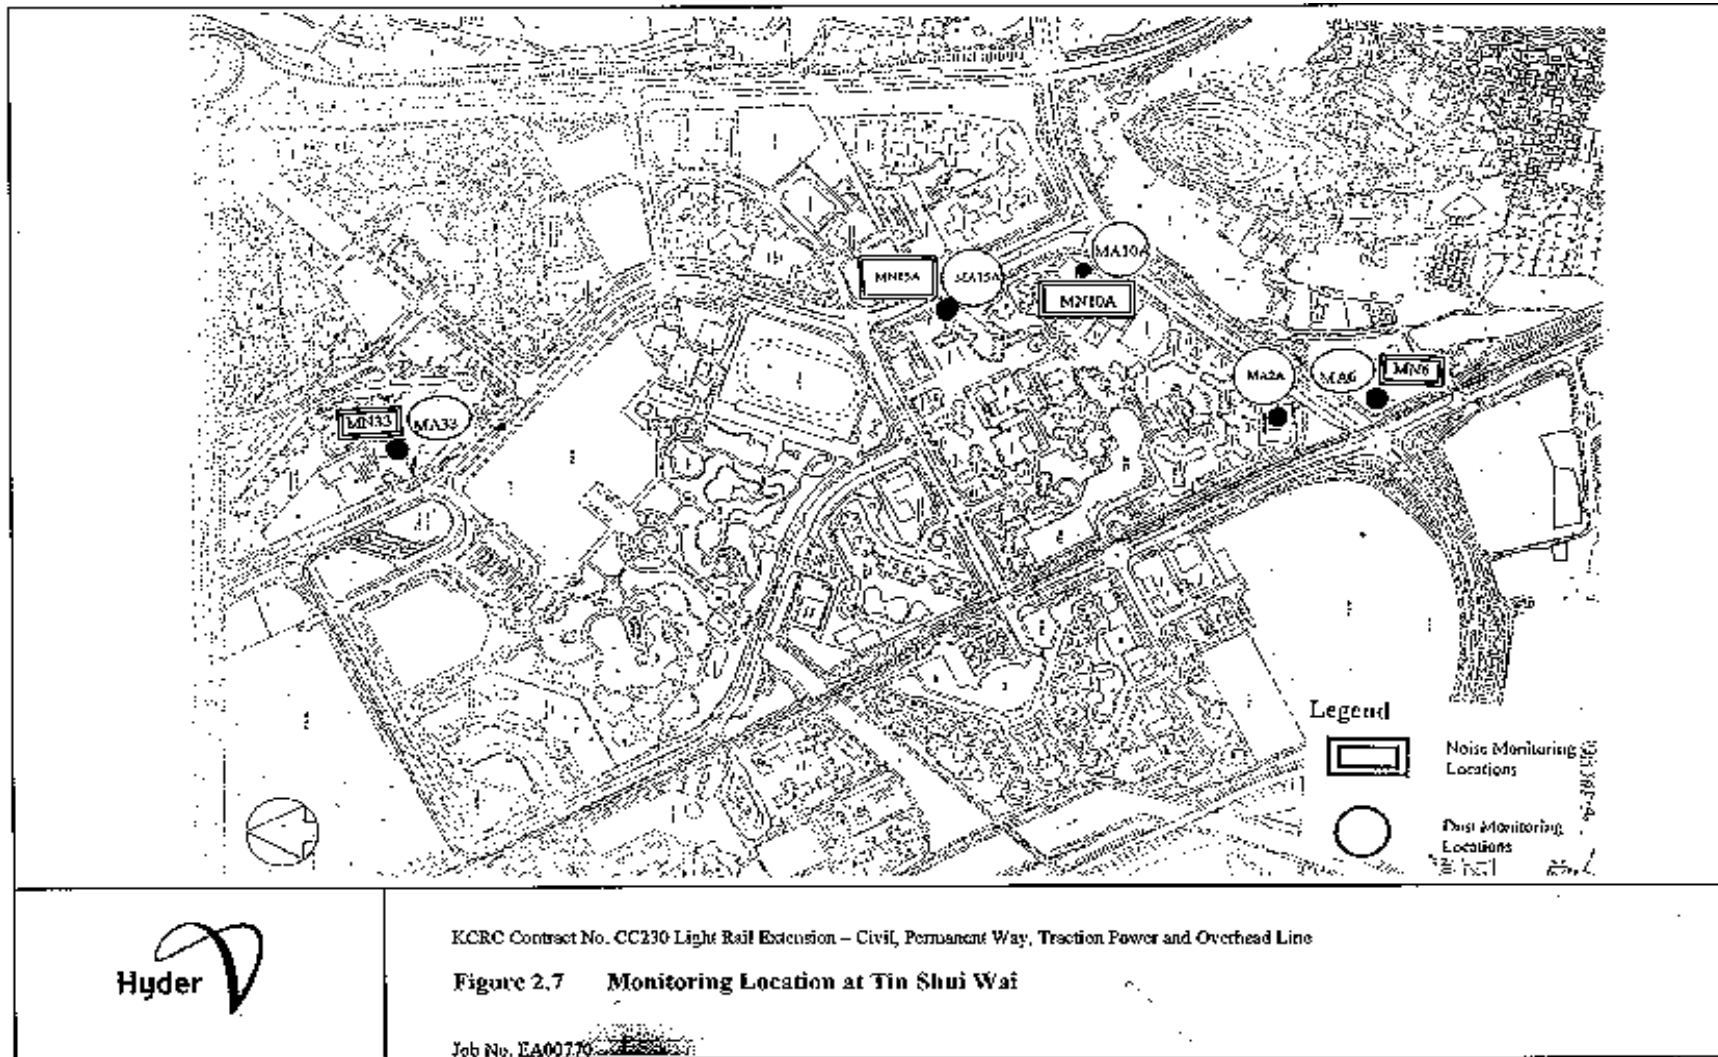 MN15A
MA15A
MA10A
MN10A
MA2A
MA6
MN6
MN33
MA33
Legend
Noise Monitoring
Locations
Dust Monitoring
Locations
Hyder
KCRC Contract No. CC230 Light Rail Extension – Civil, Permanent Way, Traction Power and Overhead Line
Figure 2.7 Monitoring Location at Tin Shui Wai
Job No. EA00770